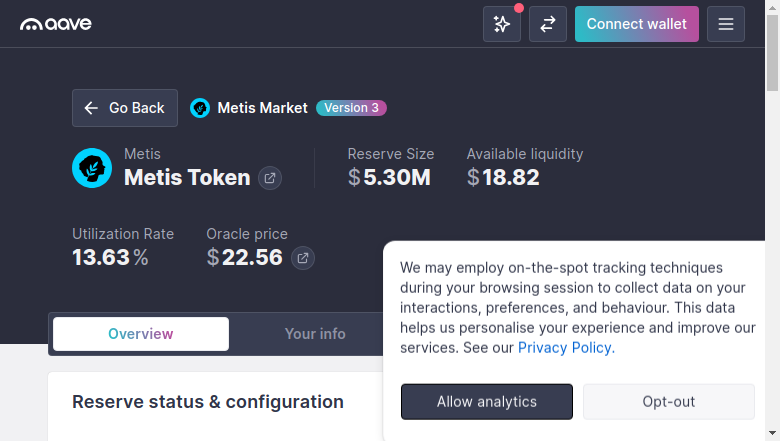 aave
Connect wallet
Go Back
Metis Market
Version 3
Metis
Metis Token
Reserve Size
$5.30M
Available liquidity
$18.82
Utilization Rate
13.63%
Oracle price
$22.56
Overview
Your info
Reserve status & configuration
We may employ on-the-spot tracking techniques
during your browsing session to collect data on your
interactions, preferences, and behaviour. This data
helps us personalise your experience and improve our
services. See our Privacy Policy.
Allow analytics
Opt-out